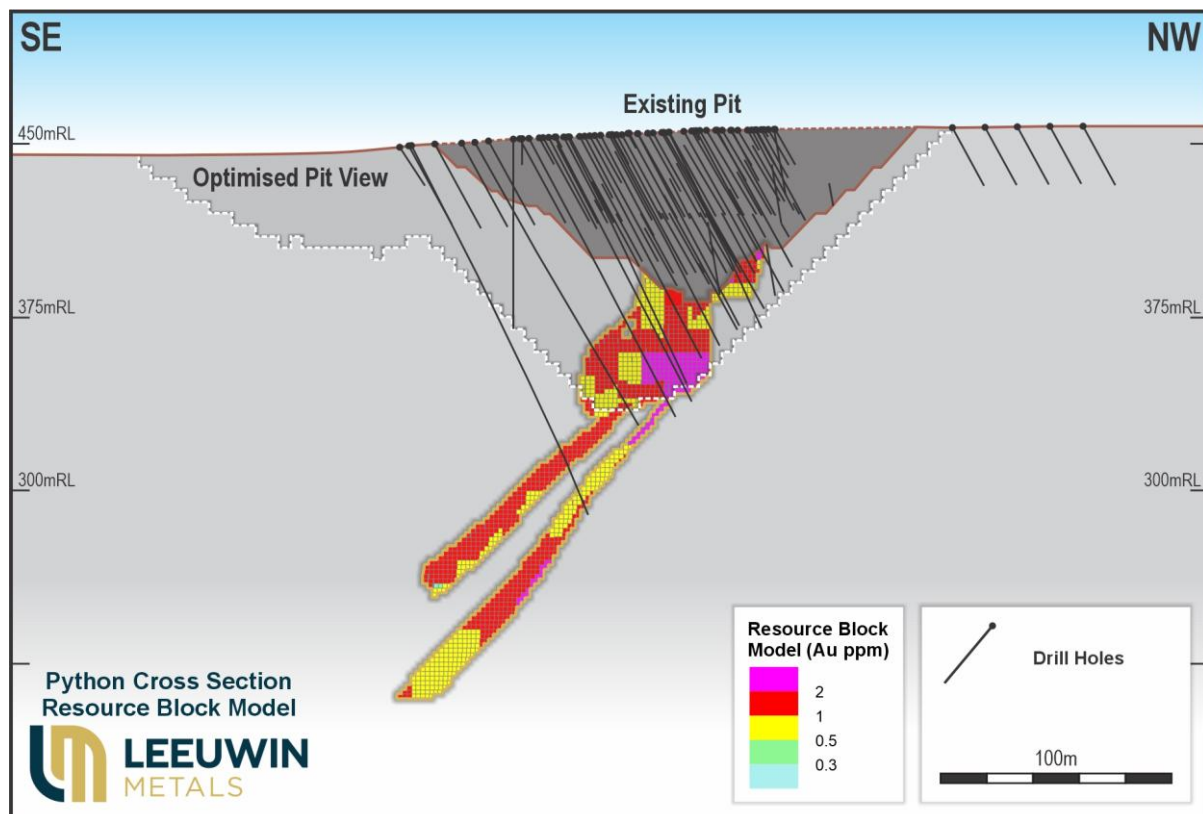 SE
NW
Existing Pit
450mRL
450mRL
Optimised Pit View
375mRL
375mRL
300mRL
300mRL
Resource Block
Model (Au ppm)
2
1
0.5
0.3
Drill Holes
100m
Python Cross Section
Resource Block Model
LEEUWIN
METALS